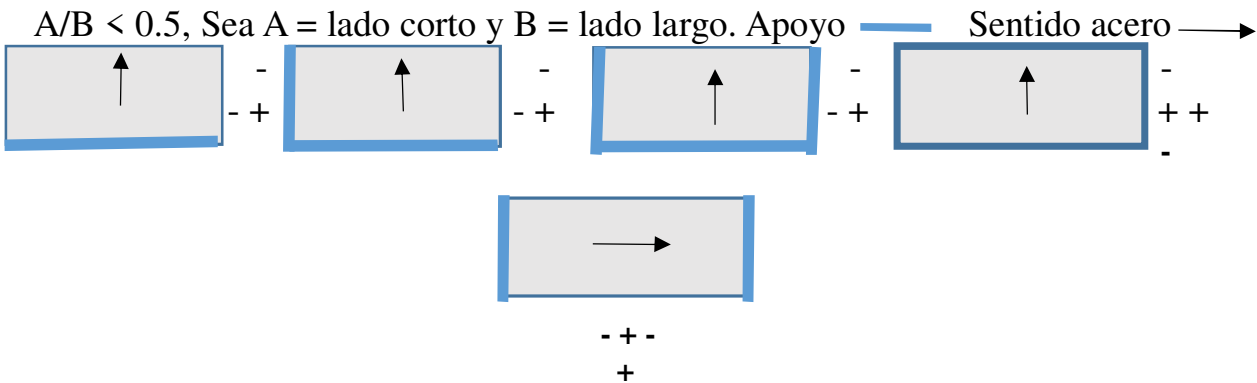 A/B < 0.5, Sea A = lado corto y B = lado largo. Apoyo Sentido acero
- - - -
- + - + - + + +
-
- + -
+